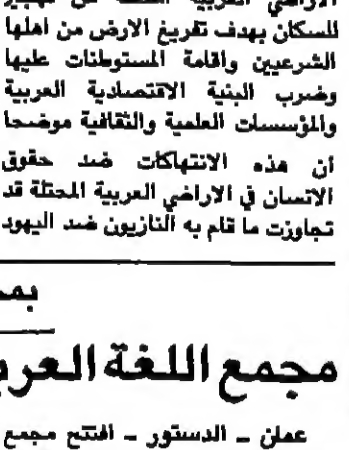 الاراضي العربية المحتلة من تهجير
للسكان بهدف تفريغ الارض من اهلها
الشرعيين واقامة المستوطنات عليها
وضرب البنية الاقتصادية العربية
والمؤسسات العلمية والثقافية موضحا
أن هذه الانتهاكات ضد حقوق
الانسان في الاراضي العربية المحتلة قد
تجاوزت ما قام به النازيون ضد اليهود
مجمع اللغة
عمان - الدستور - افتتح مجمع